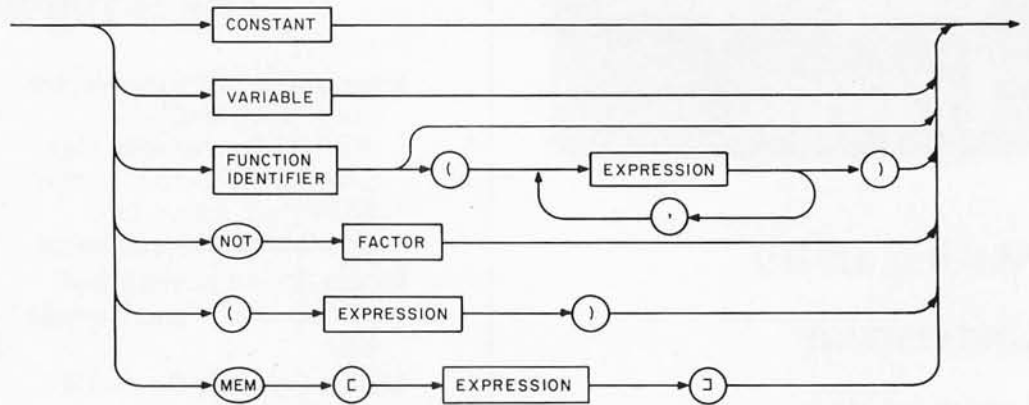 CONSTANT
VARIABLE
FUNCTION
IDENTIFIER
( EXPRESSION )
,
NOT FACTOR
( EXPRESSION )
MEM [ EXPRESSION ]